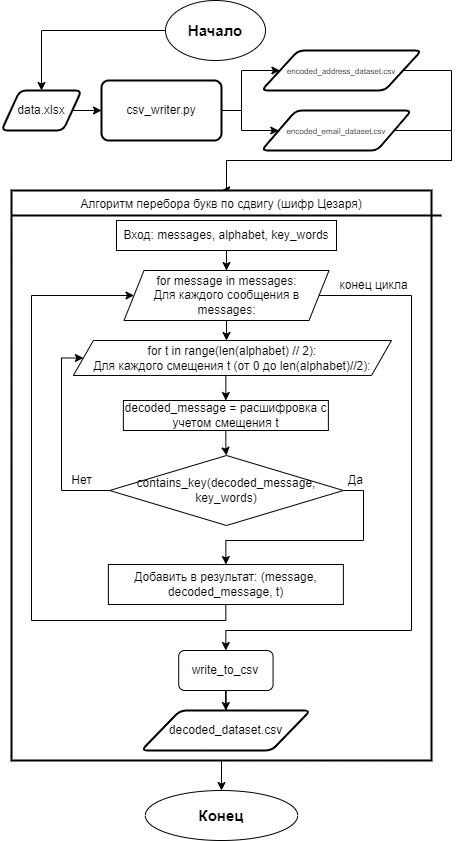 Начало
data.xlsx
csv_writer.py
encoded_address_dataset.csv
encoded_email_dataset.csv
Алгоритм перебора букв по сдвигу (шифр Цезаря)
Вход: messages, alphabet, key_words
for message in messages:
Для каждого сообщения в
messages:
конец цикла
for t in range(len(alphabet) // 2):
Для каждого смещения t (от 0 до len(alphabet)//2):
decoded_message = расшифровка с
учетом смещения t
Нет
contains_key(decoded_message,
key_words)
Да
Добавить в результат: (message,
decoded_message, t)
write_to_csv
decoded_dataset.csv
Конец